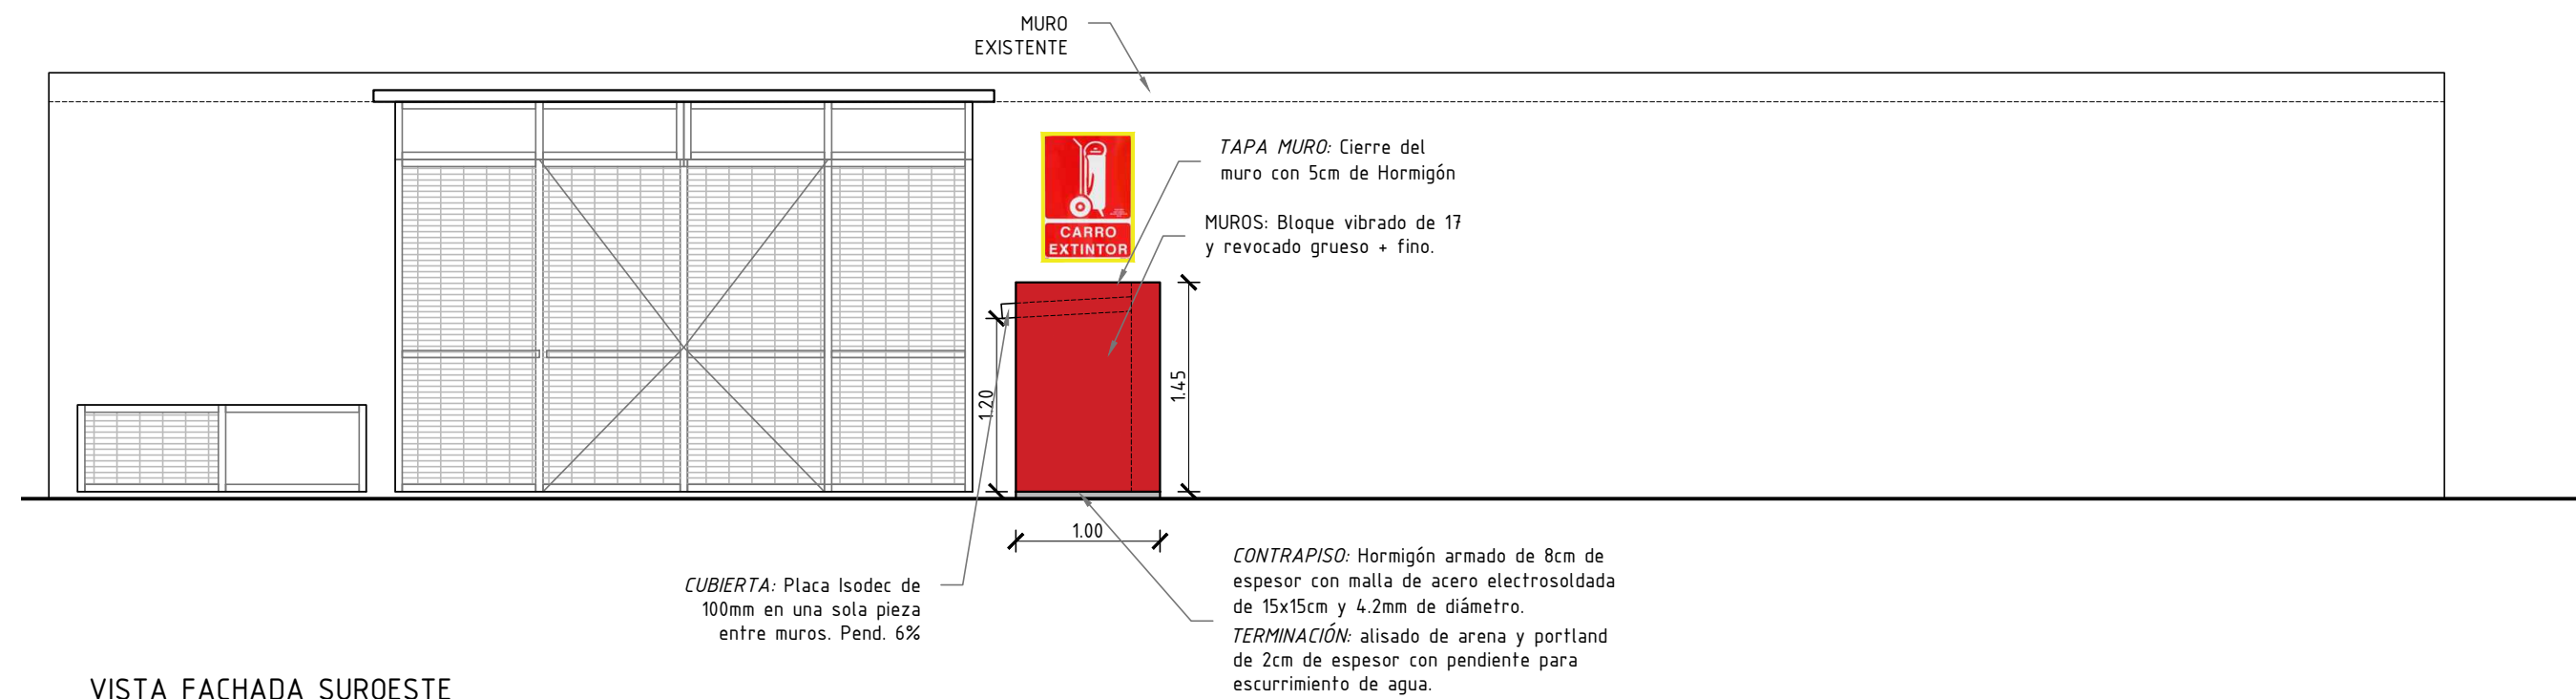 MURO
EXISTENTE
TAPA MURO: Cierre del
muro con 5cm de Hormigón
MUROS: Bloque vibrado de 17
y revocado grueso + fino.
CARRO
EXTINTOR
1.20
1.45
1.00
CUBIERTA: Placa Isodec de
100mm en una sola pieza
entre muros. Pend. 6%
CONTRAPISO: Hormigón armado de 8cm de
espesor con malla de acero electrosoldada
de 15x15cm y 4.2mm de diámetro.
TERMINACIÓN: alisado de arena y portland
de 2cm de espesor con pendiente para
escurrimiento de agua.
VISTA FACHADA SUROESTE